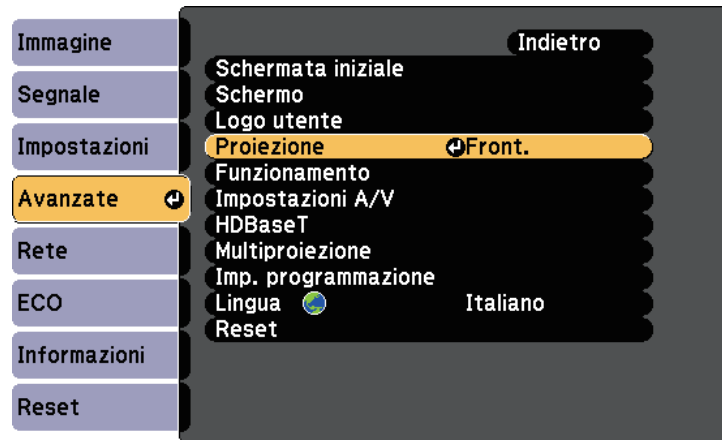 Immagine
Segnale
Impostazioni
Avanzate
Rete
ECO
Informazioni
Reset
Indietro
Schermata iniziale
Schermo
Logo utente
Proiezione Front.
Funzionamento
Impostazioni A/V
HDBaseT
Multiproiezione
Imp. programmazione
Lingua Italiano
Reset